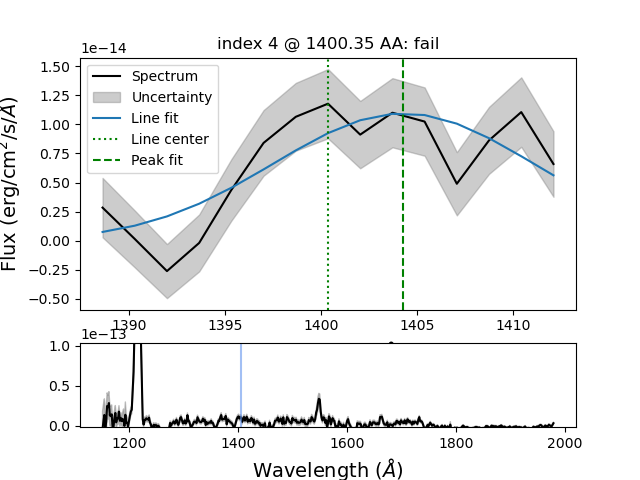 index 4 @ 1400.35 AA: fail
1e−14
Flux (erg/cm²/s/Å)
1.50
1.25
1.00
0.75
0.50
0.25
0.00
−0.25
−0.50
Spectrum
Uncertainty
Line fit
Line center
Peak fit
1390 1395 1400 1405 1410
1e−13
1.0
0.5
0.0
1200 1400 1600 1800 2000
Wavelength (Å)